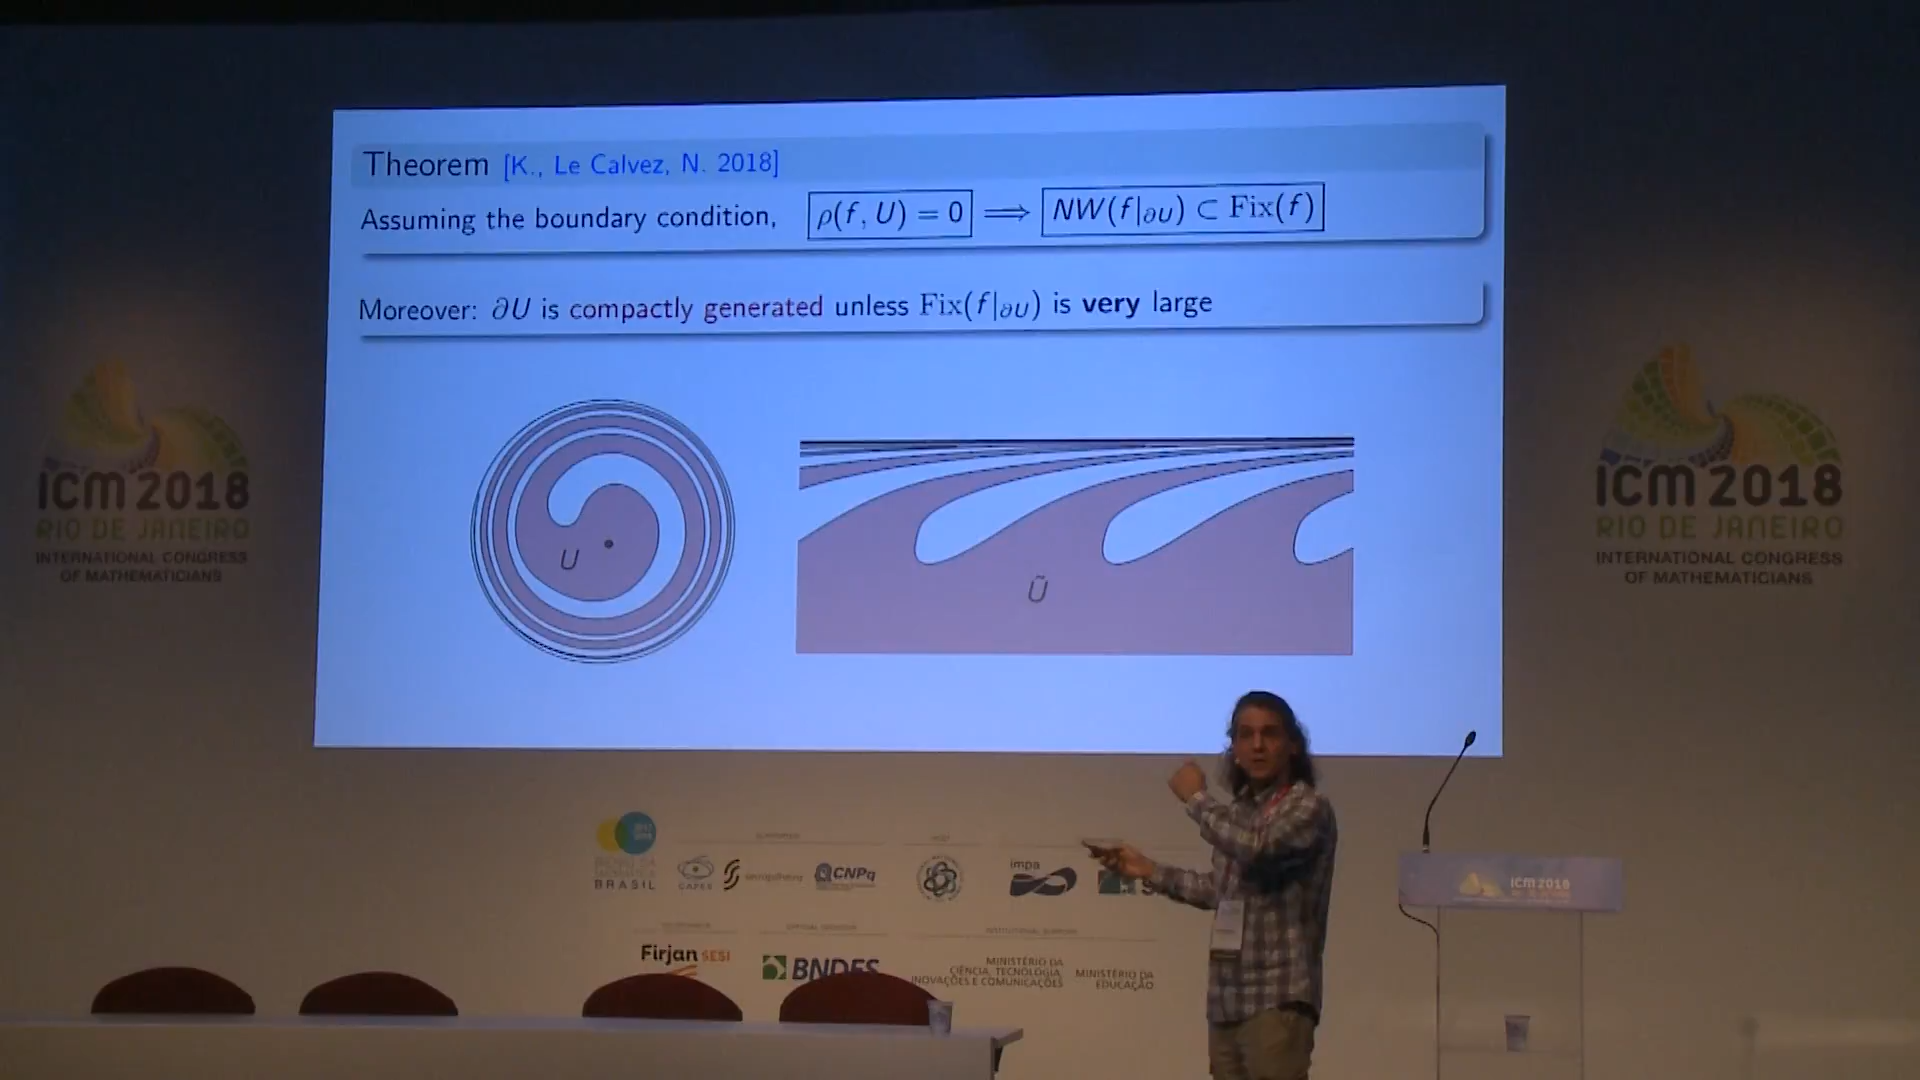 Theorem [K., Le Calvez, N. 2018]
Assuming the boundary condition, ρ(f, U) = 0 ⟹ NW(f|∂U) ⊂ Fix(f)
Moreover: ∂U is compactly generated unless Fix(f|∂U) is very large
U
Ũ
ICM 2018
RIO DE JANEIRO
INTERNATIONAL CONGRESS
OF MATHEMATICIANS
ICM 2018
RIO DE JANEIRO
INTERNATIONAL CONGRESS
OF MATHEMATICIANS
BRASIL
CAPES
CNPq
impa
S
ICM 2018
Firjan SESI
BNDES
INSTITUTIONAL SUPPORT
MINISTÉRIO DA
CIÊNCIA, TECNOLOGIA,
INOVAÇÕES E COMUNICAÇÕES
MINISTÉRIO DA
EDUCAÇÃO